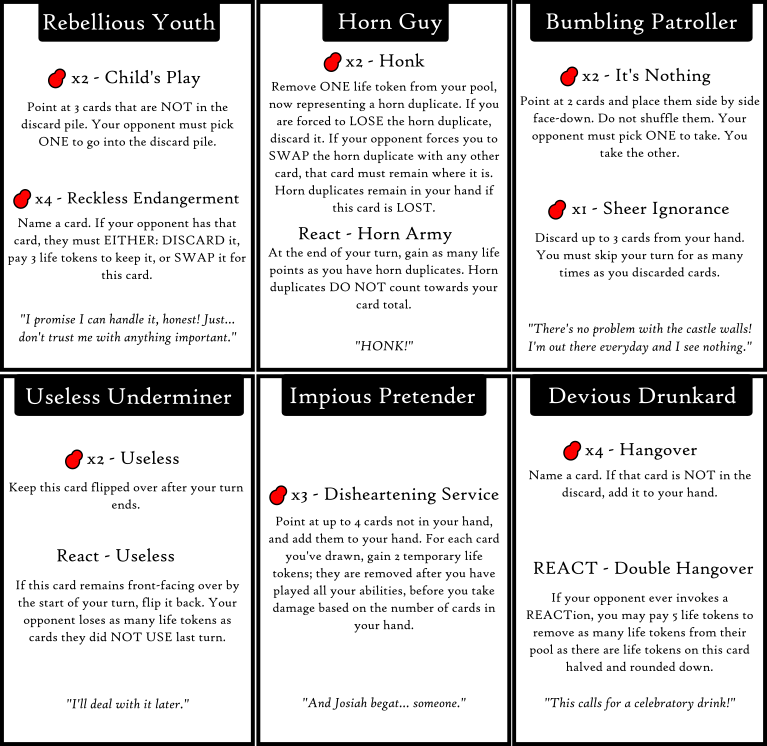 Rebellious Youth
x2 - Child's Play
Point at 3 cards that are NOT in the
discard pile. Your opponent must pick
ONE to go into the discard pile.
x4 - Reckless Endangerment
Name a card. If your opponent has that
card, they must EITHER: DISCARD it,
pay 3 life tokens to keep it, or SWAP it for
this card.
"I promise I can handle it, honest! Just...
don't trust me with anything important."
Horn Guy
x2 - Honk
Remove ONE life token from your pool,
now representing a horn duplicate. If you
are forced to LOSE the horn duplicate,
discard it. If your opponent forces you to
SWAP the horn duplicate with any other
card, that card must remain where it is.
Horn duplicates remain in your hand if
this card is LOST.
React - Horn Army
At the end of your turn, gain as many life
points as you have horn duplicates. Horn
duplicates DO NOT count towards your
card total.
"HONK!"
Bumbling Patroller
x2 - It's Nothing
Point at 2 cards and place them side by side
face-down. Do not shuffle them. Your
opponent must pick ONE to take. You
take the other.
x1 - Sheer Ignorance
Discard up to 3 cards from your hand.
You must skip your turn for as many
times as you discarded cards.
"There's no problem with the castle walls!
I'm out there everyday and I see nothing."
Useless Underminer
x2 - Useless
Keep this card flipped over after your turn
ends.
React - Useless
If this card remains front-facing over by
the start of your turn, flip it back. Your
opponent loses as many life tokens as
cards they did NOT USE last turn.
"I'll deal with it later."
Impious Pretender
x3 - Disheartening Service
Point at up to 4 cards not in your hand,
and add them to your hand. For each card
you've drawn, gain 2 temporary life
tokens; they are removed after you have
played all your abilities, before you take
damage based on the number of cards in
your hand.
"And Josiah begat... someone."
Devious Drunkard
x4 - Hangover
Name a card. If that card is NOT in the
discard, add it to your hand.
REACT - Double Hangover
If your opponent ever invokes a
REACTion, you may pay 5 life tokens to
remove as many life tokens from their
pool as there are life tokens on this card
halved and rounded down.
"This calls for a celebratory drink!"